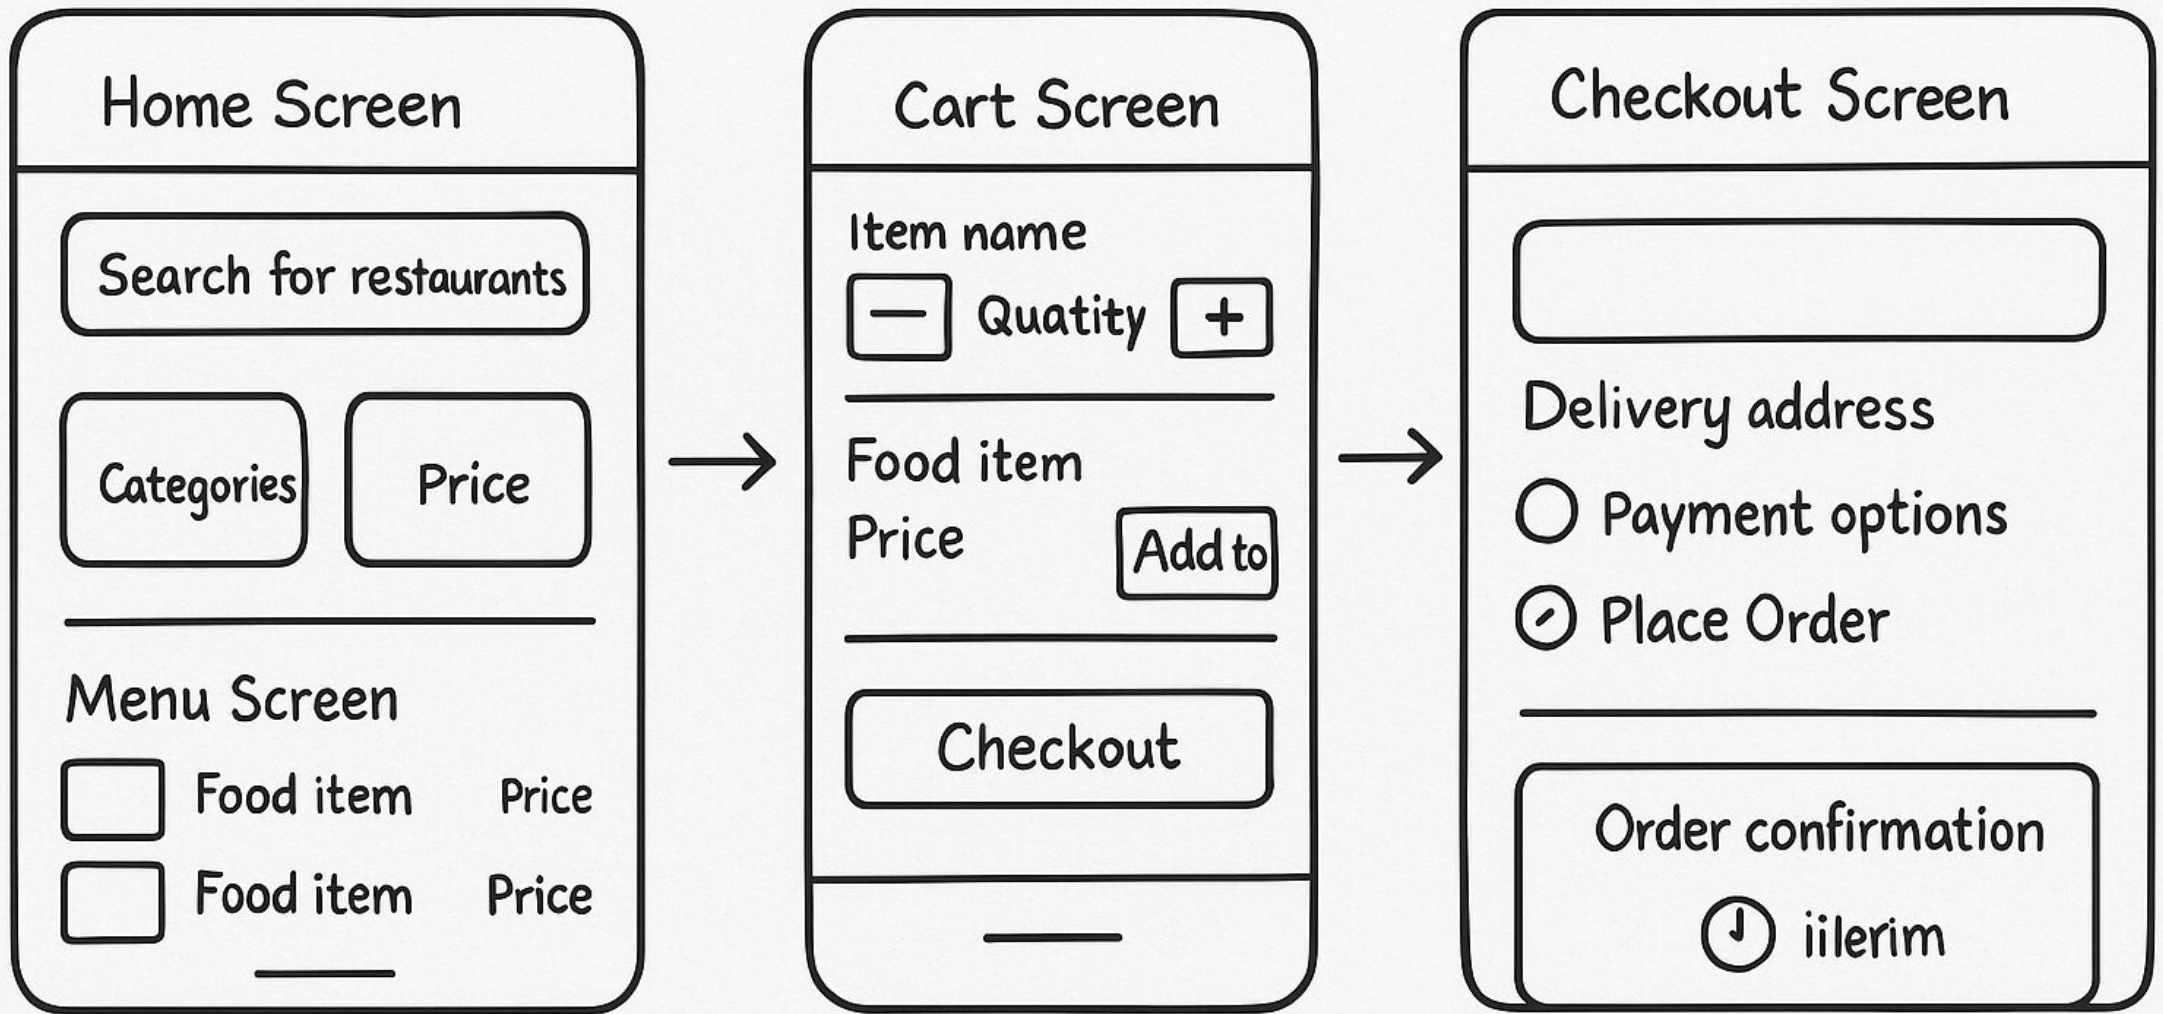 Home Screen
Search for restaurants
Categories
Price
Menu Screen
Food item Price
Food item Price
Cart Screen
Item name
− Quatity +
Food item
Price
Add to
Checkout
Checkout Screen
Delivery address
Payment options
Place Order
Order confirmation
iilerim